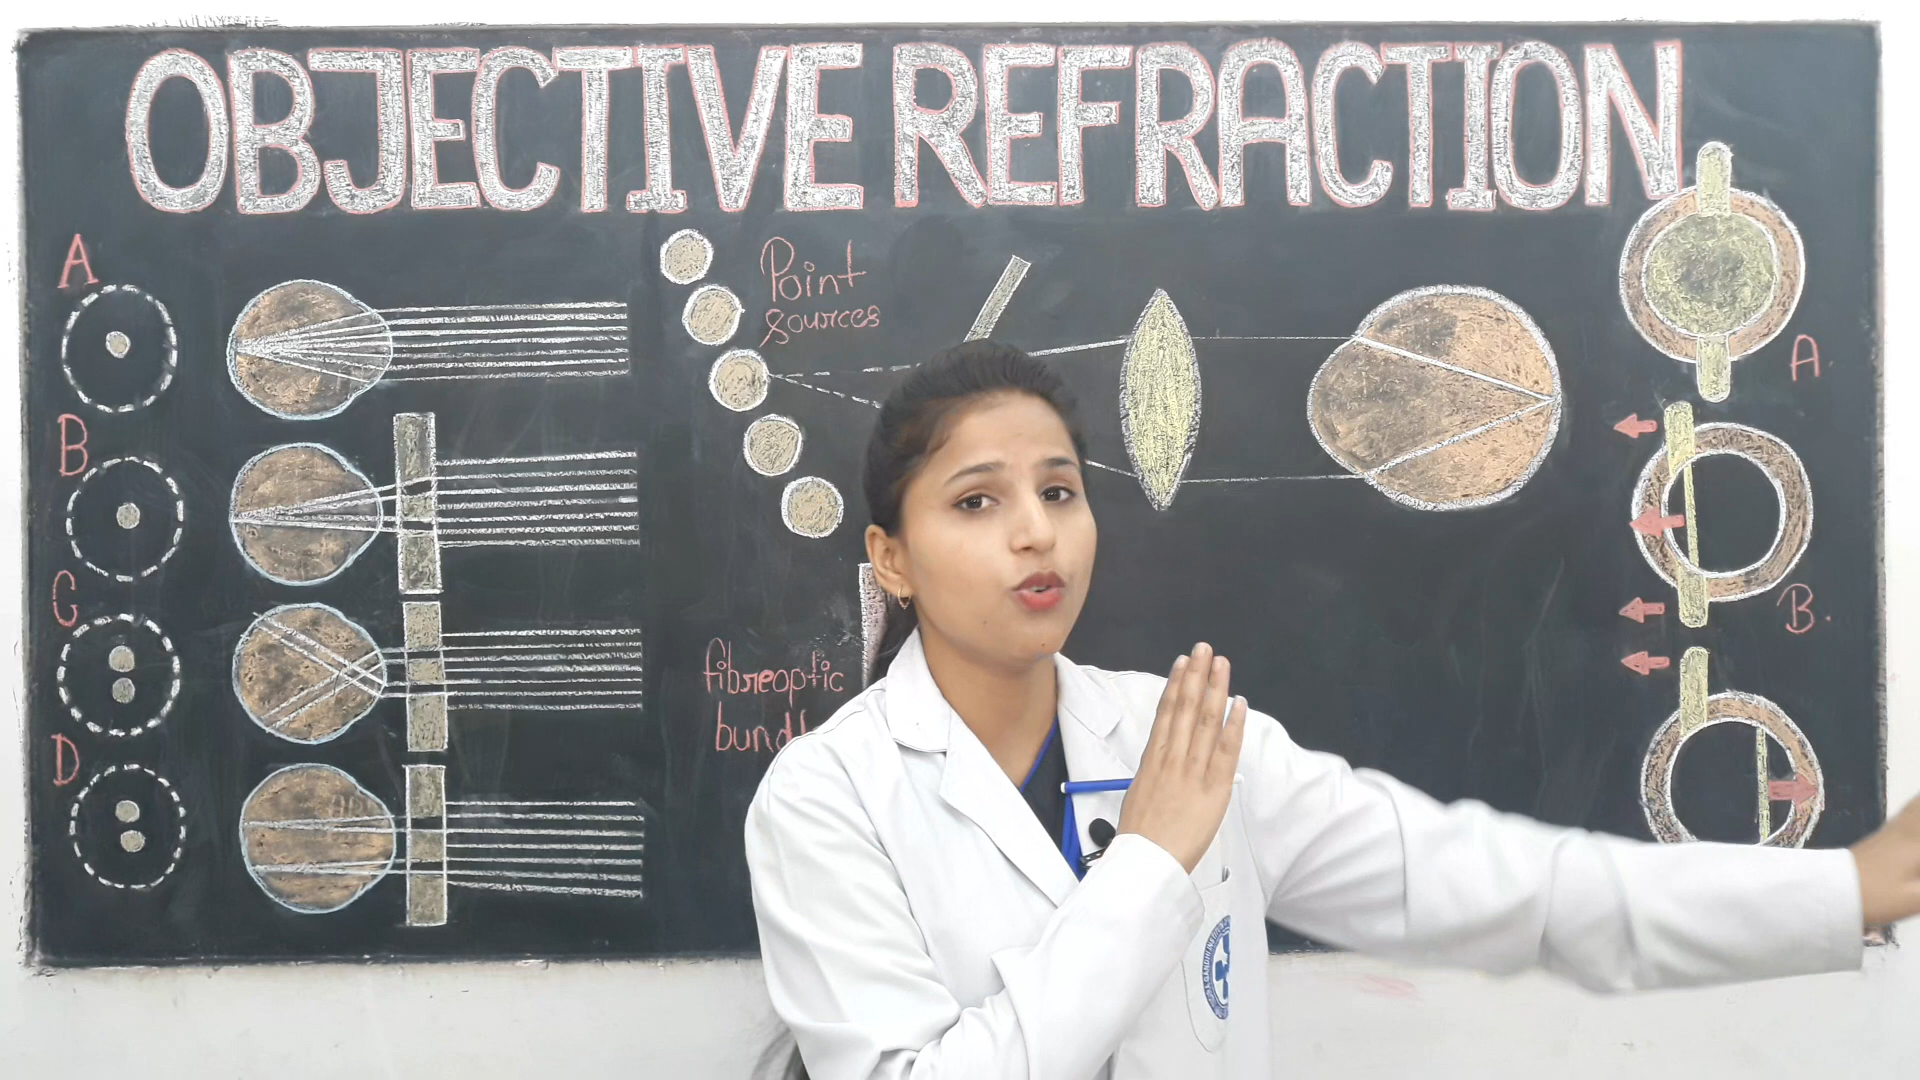 OBJECTIVE REFRACTION
A
B
C
D
Point
sources
fibreoptic
A.
B.